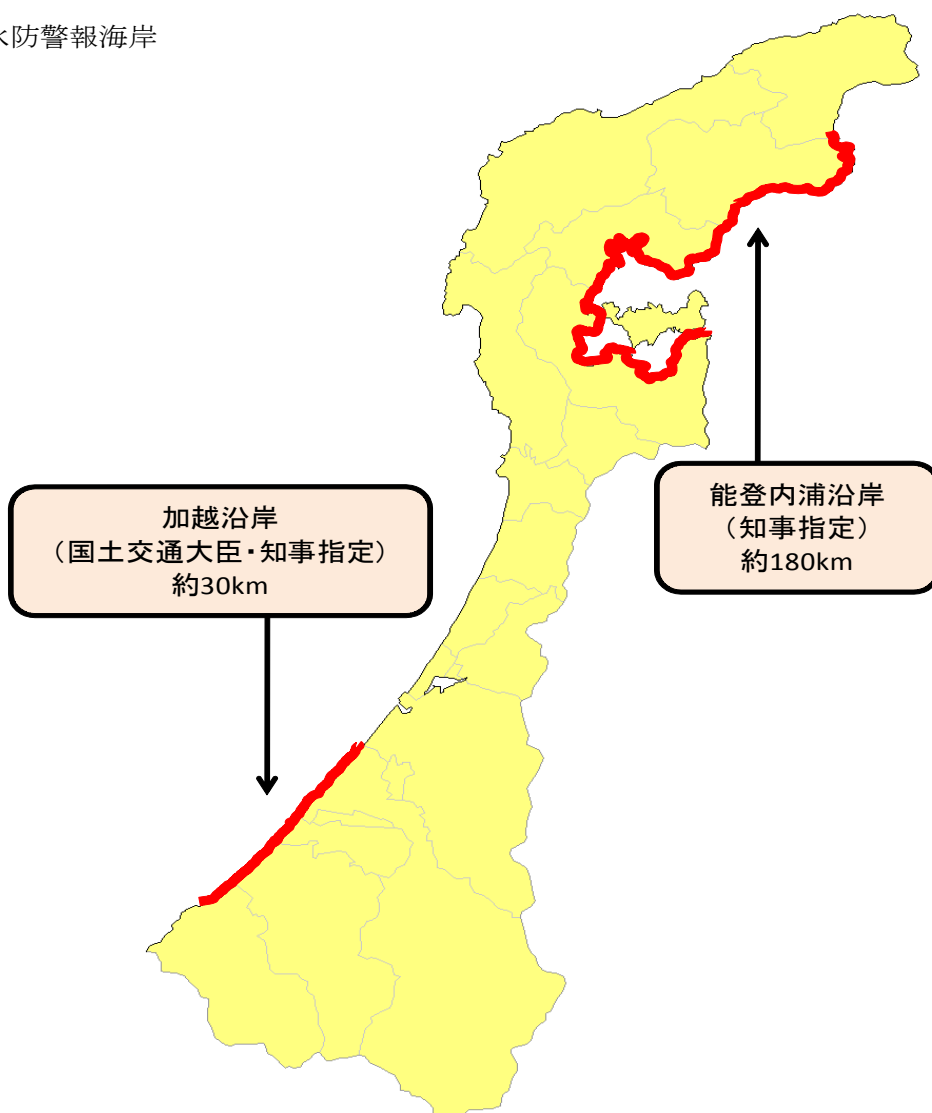 水防警報海岸
能登内浦沿岸
（知事指定）
約180km
加越沿岸
（国土交通大臣・知事指定）
約30km